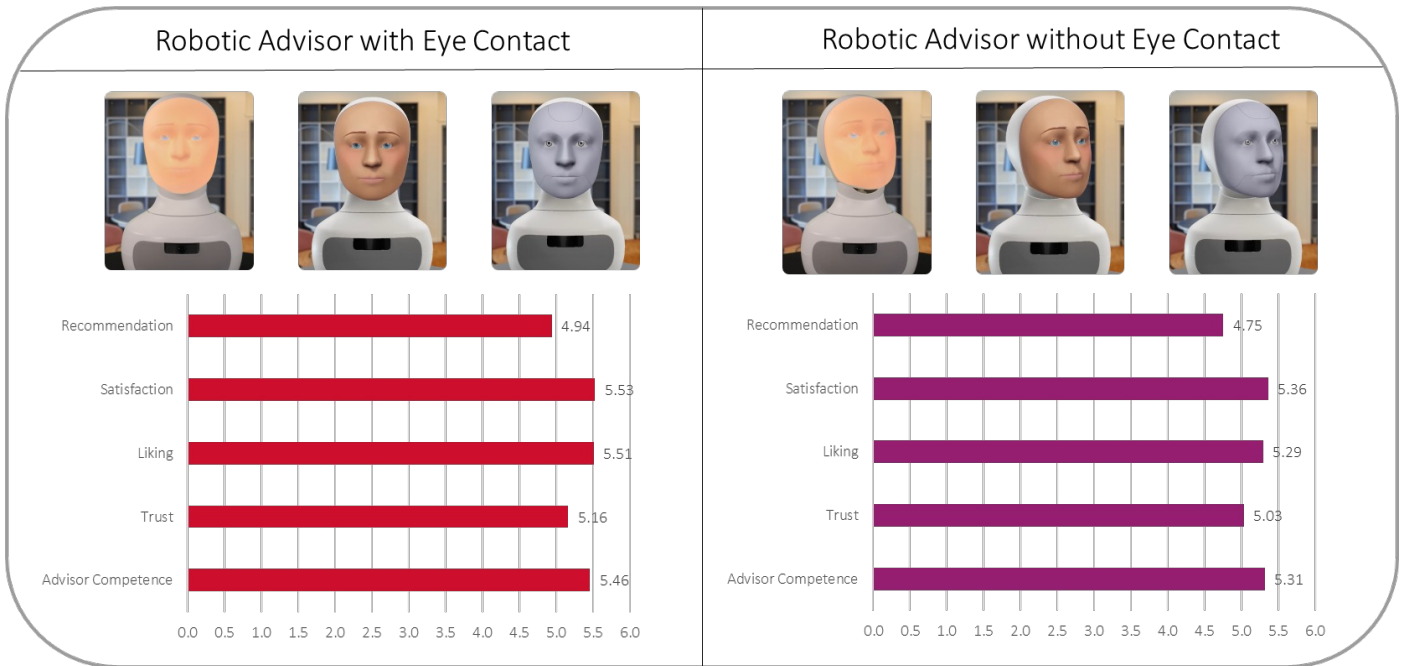 Robotic Advisor with Eye Contact
Recommendation 4.94
Satisfaction 5.53
Liking 5.51
Trust 5.16
Advisor Competence 5.46
0.0 0.5 1.0 1.5 2.0 2.5 3.0 3.5 4.0 4.5 5.0 5.5 6.0
Robotic Advisor without Eye Contact
Recommendation 4.75
Satisfaction 5.36
Liking 5.29
Trust 5.03
Advisor Competence 5.31
0.0 0.5 1.0 1.5 2.0 2.5 3.0 3.5 4.0 4.5 5.0 5.5 6.0